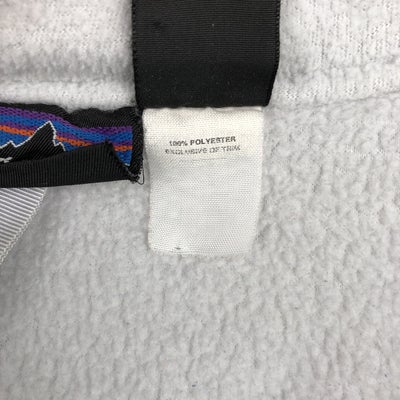 100% POLYESTER
EXCLUSIVE OF TRIM